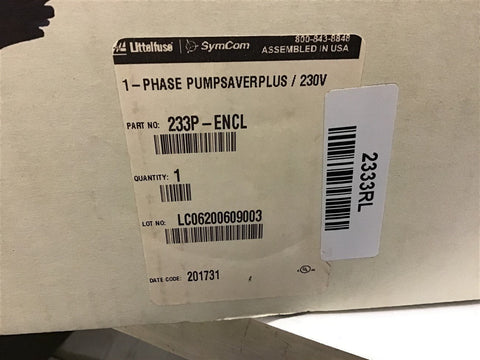 Littelfuse SymCom 800-843-8848
ASSEMBLED IN USA
1-PHASE PUMPSAVERPLUS / 230V
PART NO: 233P-ENCL
QUANTITY: 1
LOT NO: LC06200609003
DATE CODE: 201731
2333RL